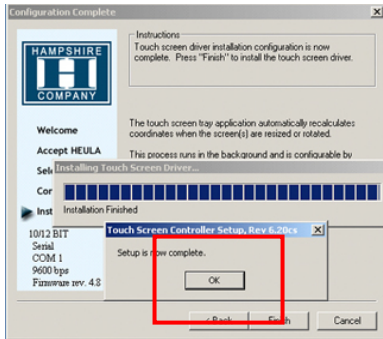 Configuration Complete
Instructions
Touch screen driver installation configuration is now
complete. Press "Finish" to install the touch screen driver.
HAMPSHIRE
H
COMPANY
Welcome
Accept HEULA
The touch screen tray application automatically recalculates
coordinates when the screen(s) are resized or rotated.
This process runs in the background and is configurable by
Installing Touch Screen Driver...
Installation Finished
10/12 BIT
Serial
COM 1
9600 bps
Firmware rev. 4.8
Touch Screen Controller Setup, Rev 6.20cs
Setup is now complete.
OK
< Back
Finish
Cancel